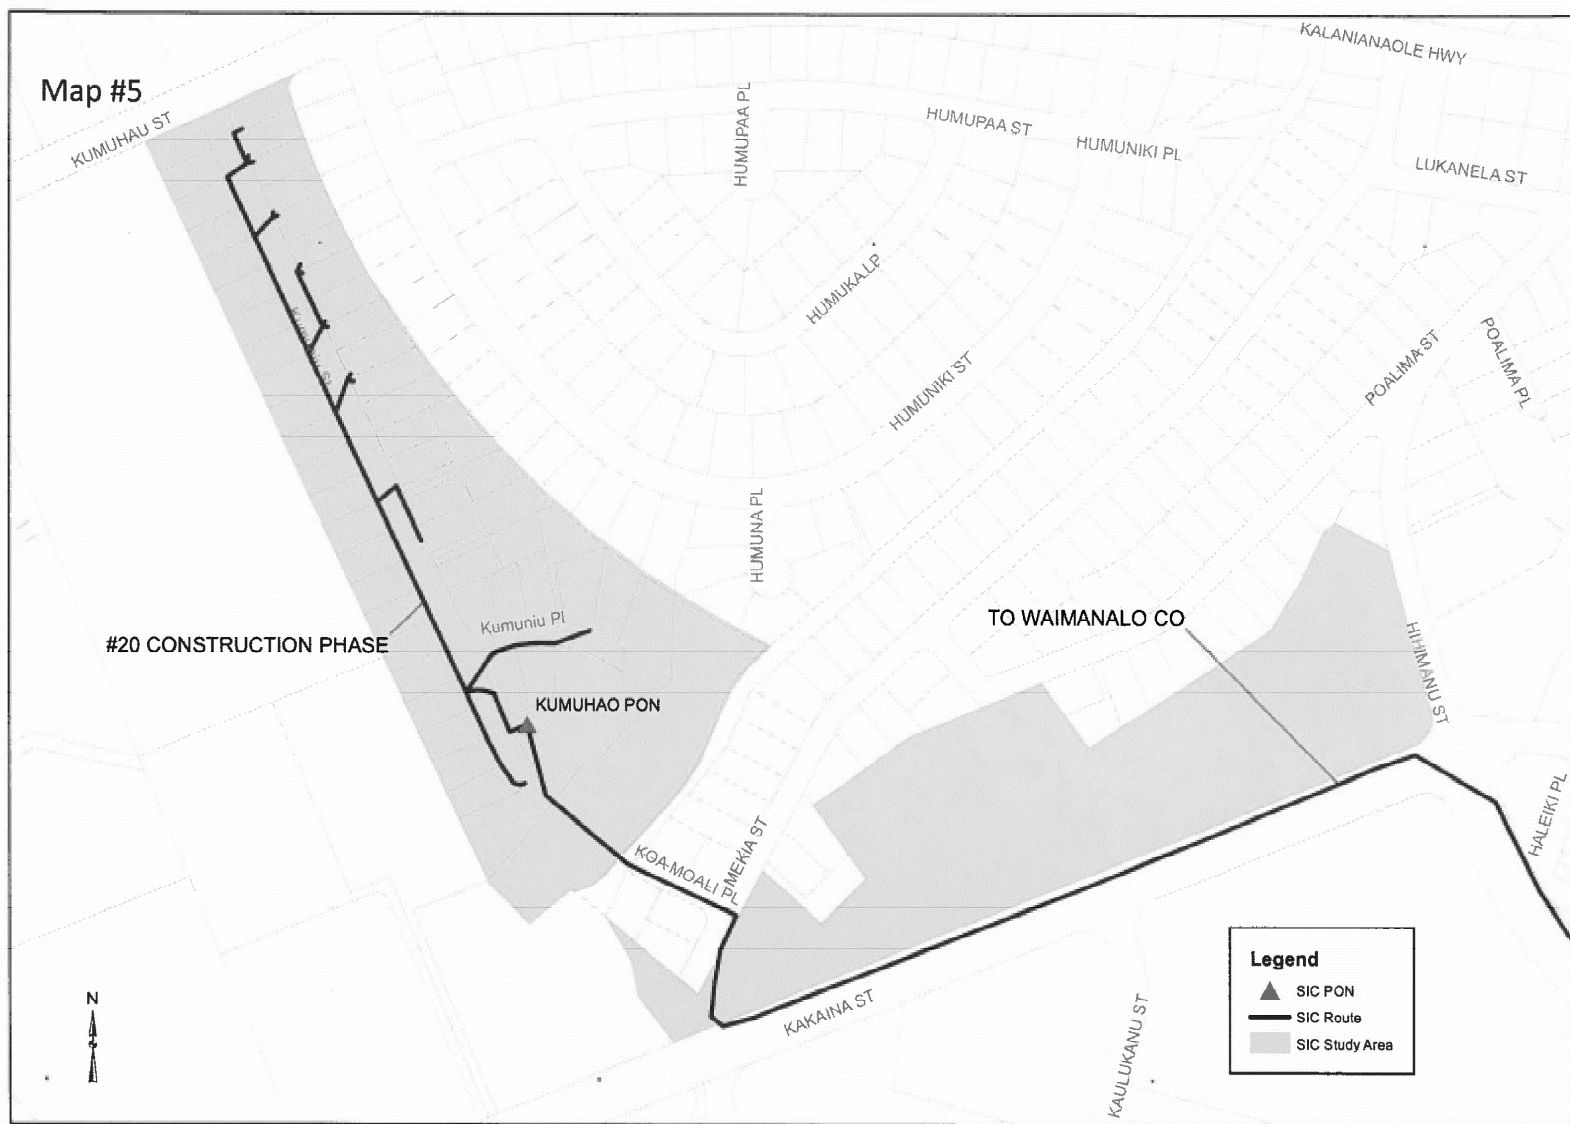 Map #5
KALANIANAOLE HWY
KUMUHAU ST
HUMUPAA PL
HUMUPAA ST
HUMUNIKI PL
LUKANELA ST
HUMUKA LP
HUMUNIKI ST
POALIMA ST
POALIMA PL
HUMUNA PL
Kumuniu Pl
#20 CONSTRUCTION PHASE
TO WAIMANALO CO
HIHIMANU ST
KUMUHAO PON
HALEIKI PL
MEKIA ST
KOA-MOALI PL
KAKAINA ST
KAULUKANU ST
N
Legend
SIC PON
SIC Route
SIC Study Area